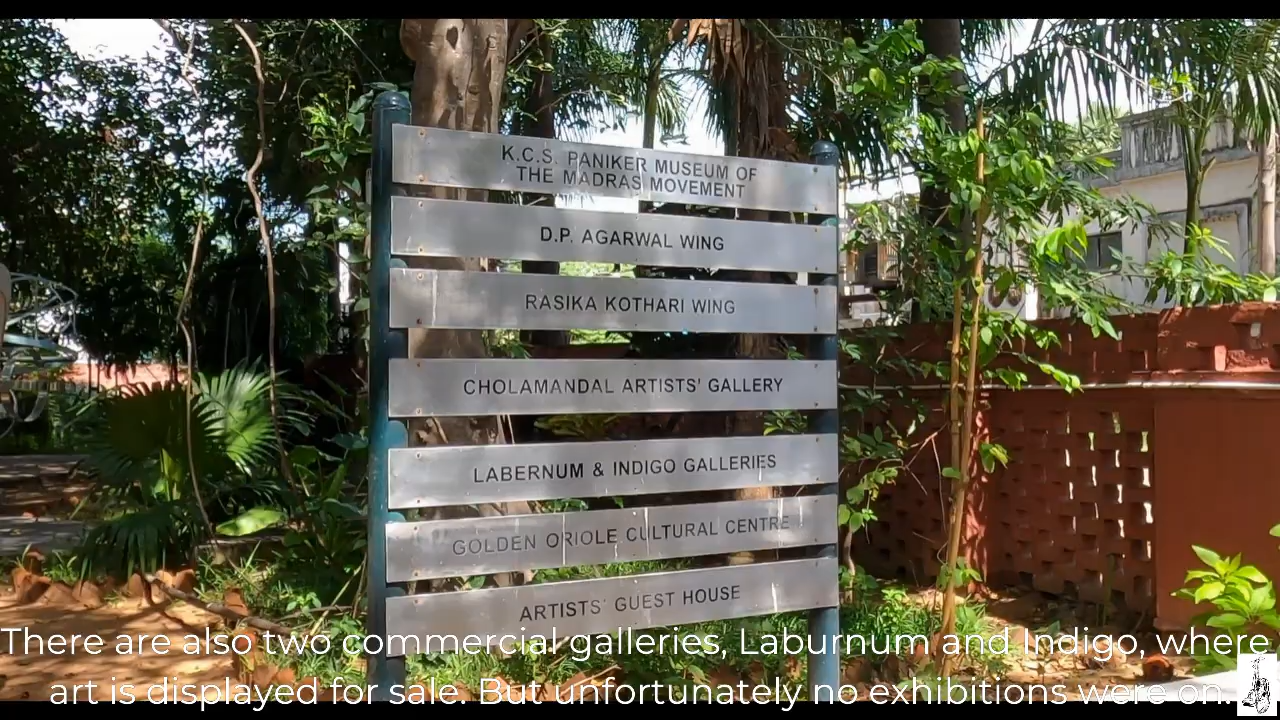 K.C.S. PANIKER MUSEUM OF
THE MADRAS MOVEMENT
D.P. AGARWAL WING
RASIKA KOTHARI WING
CHOLAMANDAL ARTISTS' GALLERY
LABERNUM & INDIGO GALLERIES
GOLDEN ORIOLE CULTURAL CENTRE
ARTISTS' GUEST HOUSE
There are also two commercial galleries, Laburnum and Indigo, where
art is displayed for sale. But unfortunately no exhibitions were on.